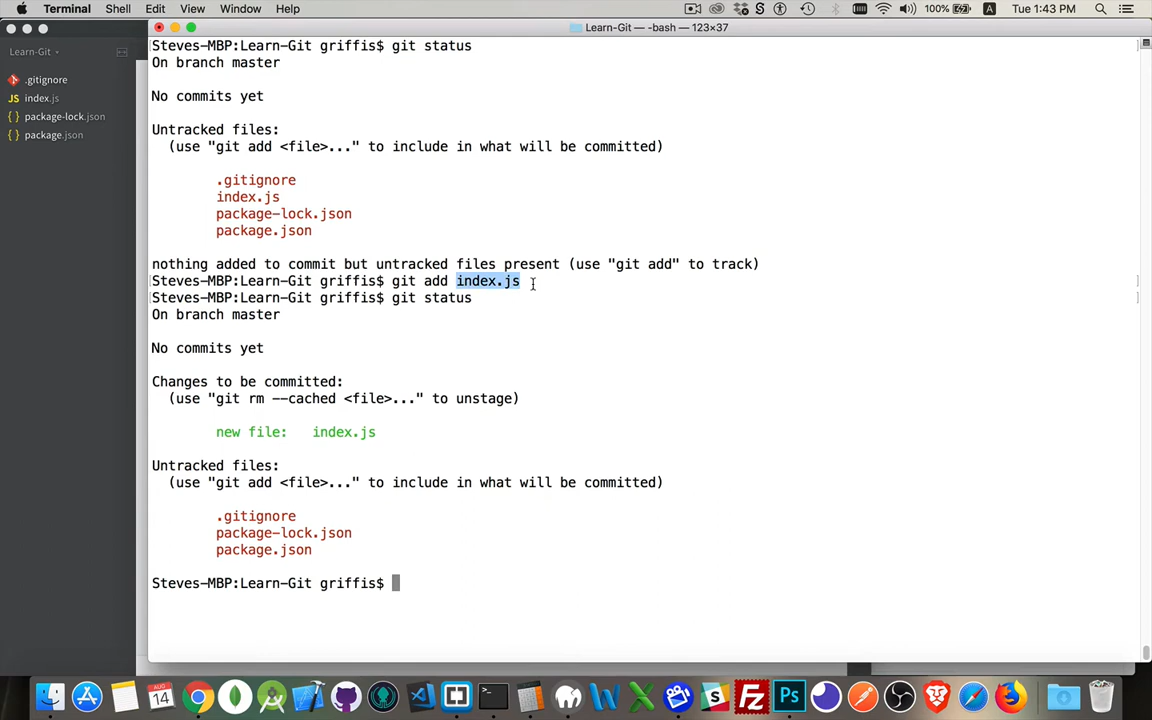 Terminal Shell Edit View Window Help 100% A Tue 1:43 PM
Learn-Git — -bash — 123×37
Learn-Git
.gitignore
JS index.js
{ } package-lock.json
{ } package.json
Steves-MBP:Learn-Git griffis$ git status
On branch master
No commits yet
Untracked files:
(use "git add <file>..." to include in what will be committed)
.gitignore
index.js
package-lock.json
package.json
nothing added to commit but untracked files present (use "git add" to track)
Steves-MBP:Learn-Git griffis$ git add index.js
Steves-MBP:Learn-Git griffis$ git status
On branch master
No commits yet
Changes to be committed:
(use "git rm --cached <file>..." to unstage)
new file: index.js
Untracked files:
(use "git add <file>..." to include in what will be committed)
.gitignore
package-lock.json
package.json
Steves-MBP:Learn-Git griffis$
AUG
14
Fz
Ps